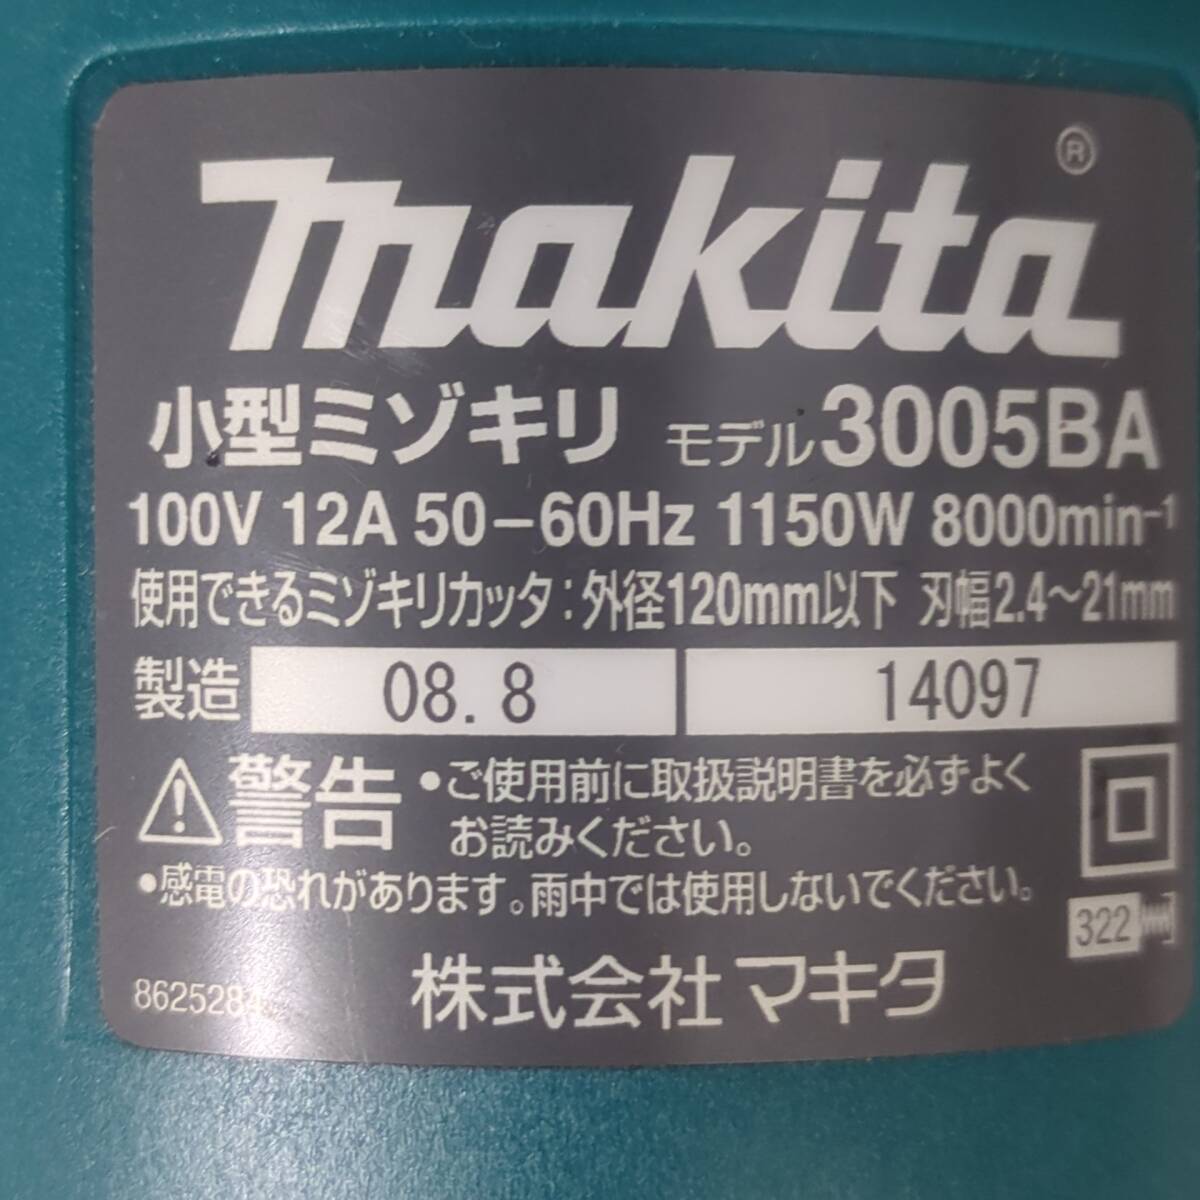 makita®
小型ミゾキリ モデル3005BA
100V 12A 50-60Hz 1150W 8000min-1
使用できるミゾキリカッタ:外径120mm以下 刃幅2.4～21mm
製造 08.8 14097
警告 •ご使用前に取扱説明書を必ずよく
お読みください。
•感電の恐れがあります。雨中では使用しないでください。
322
株式会社マキタ